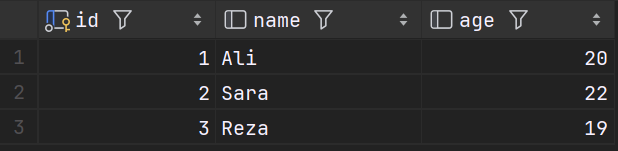 id name age
1 1 Ali 20
2 2 Sara 22
3 3 Reza 19